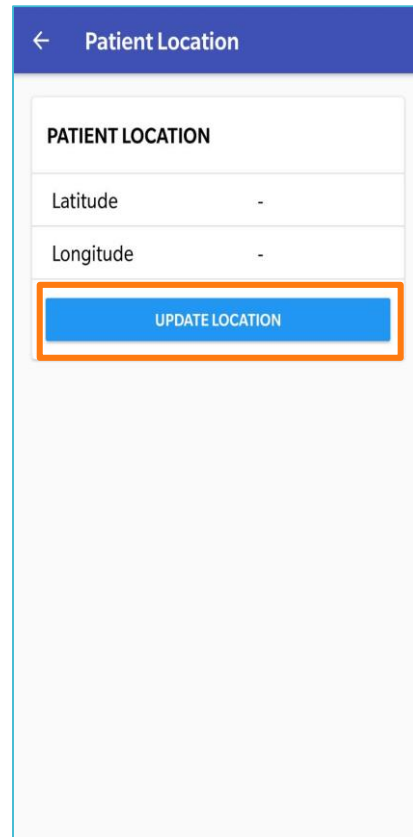 ← Patient Location
PATIENT LOCATION
Latitude -
Longitude -
UPDATE LOCATION